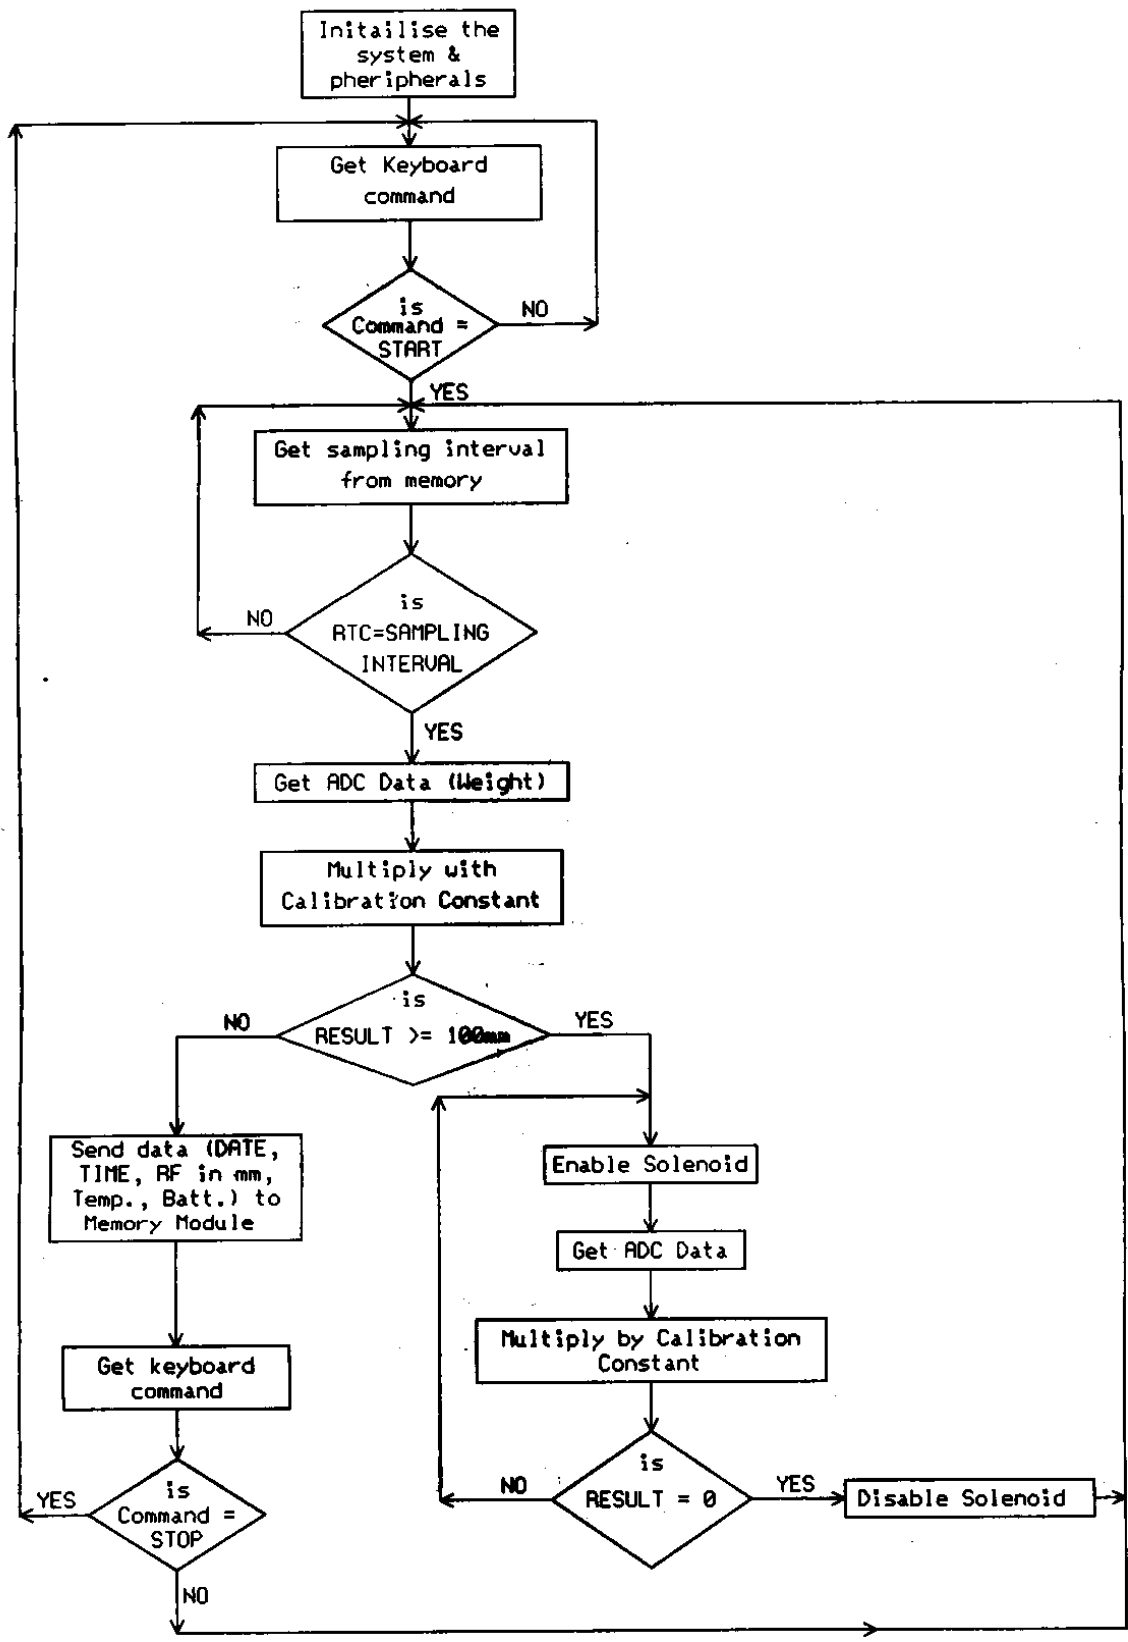 Initailise the
system &
pheripherals
Get Keyboard
command
is
Command =
START
NO
YES
Get sampling interval
from memory
is
RTC=SAMPLING
INTERVAL
NO
YES
Get ADC Data (Weight)
Multiply with
Calibration Constant
is
RESULT >= 100mm
NO
YES
Send data (DATE,
TIME, RF in mm,
Temp., Batt.) to
Memory Module
Get keyboard
command
is
Command =
STOP
YES
NO
Enable Solenoid
Get ADC Data
Multiply by Calibration
Constant
is
RESULT = 0
NO
YES
Disable Solenoid